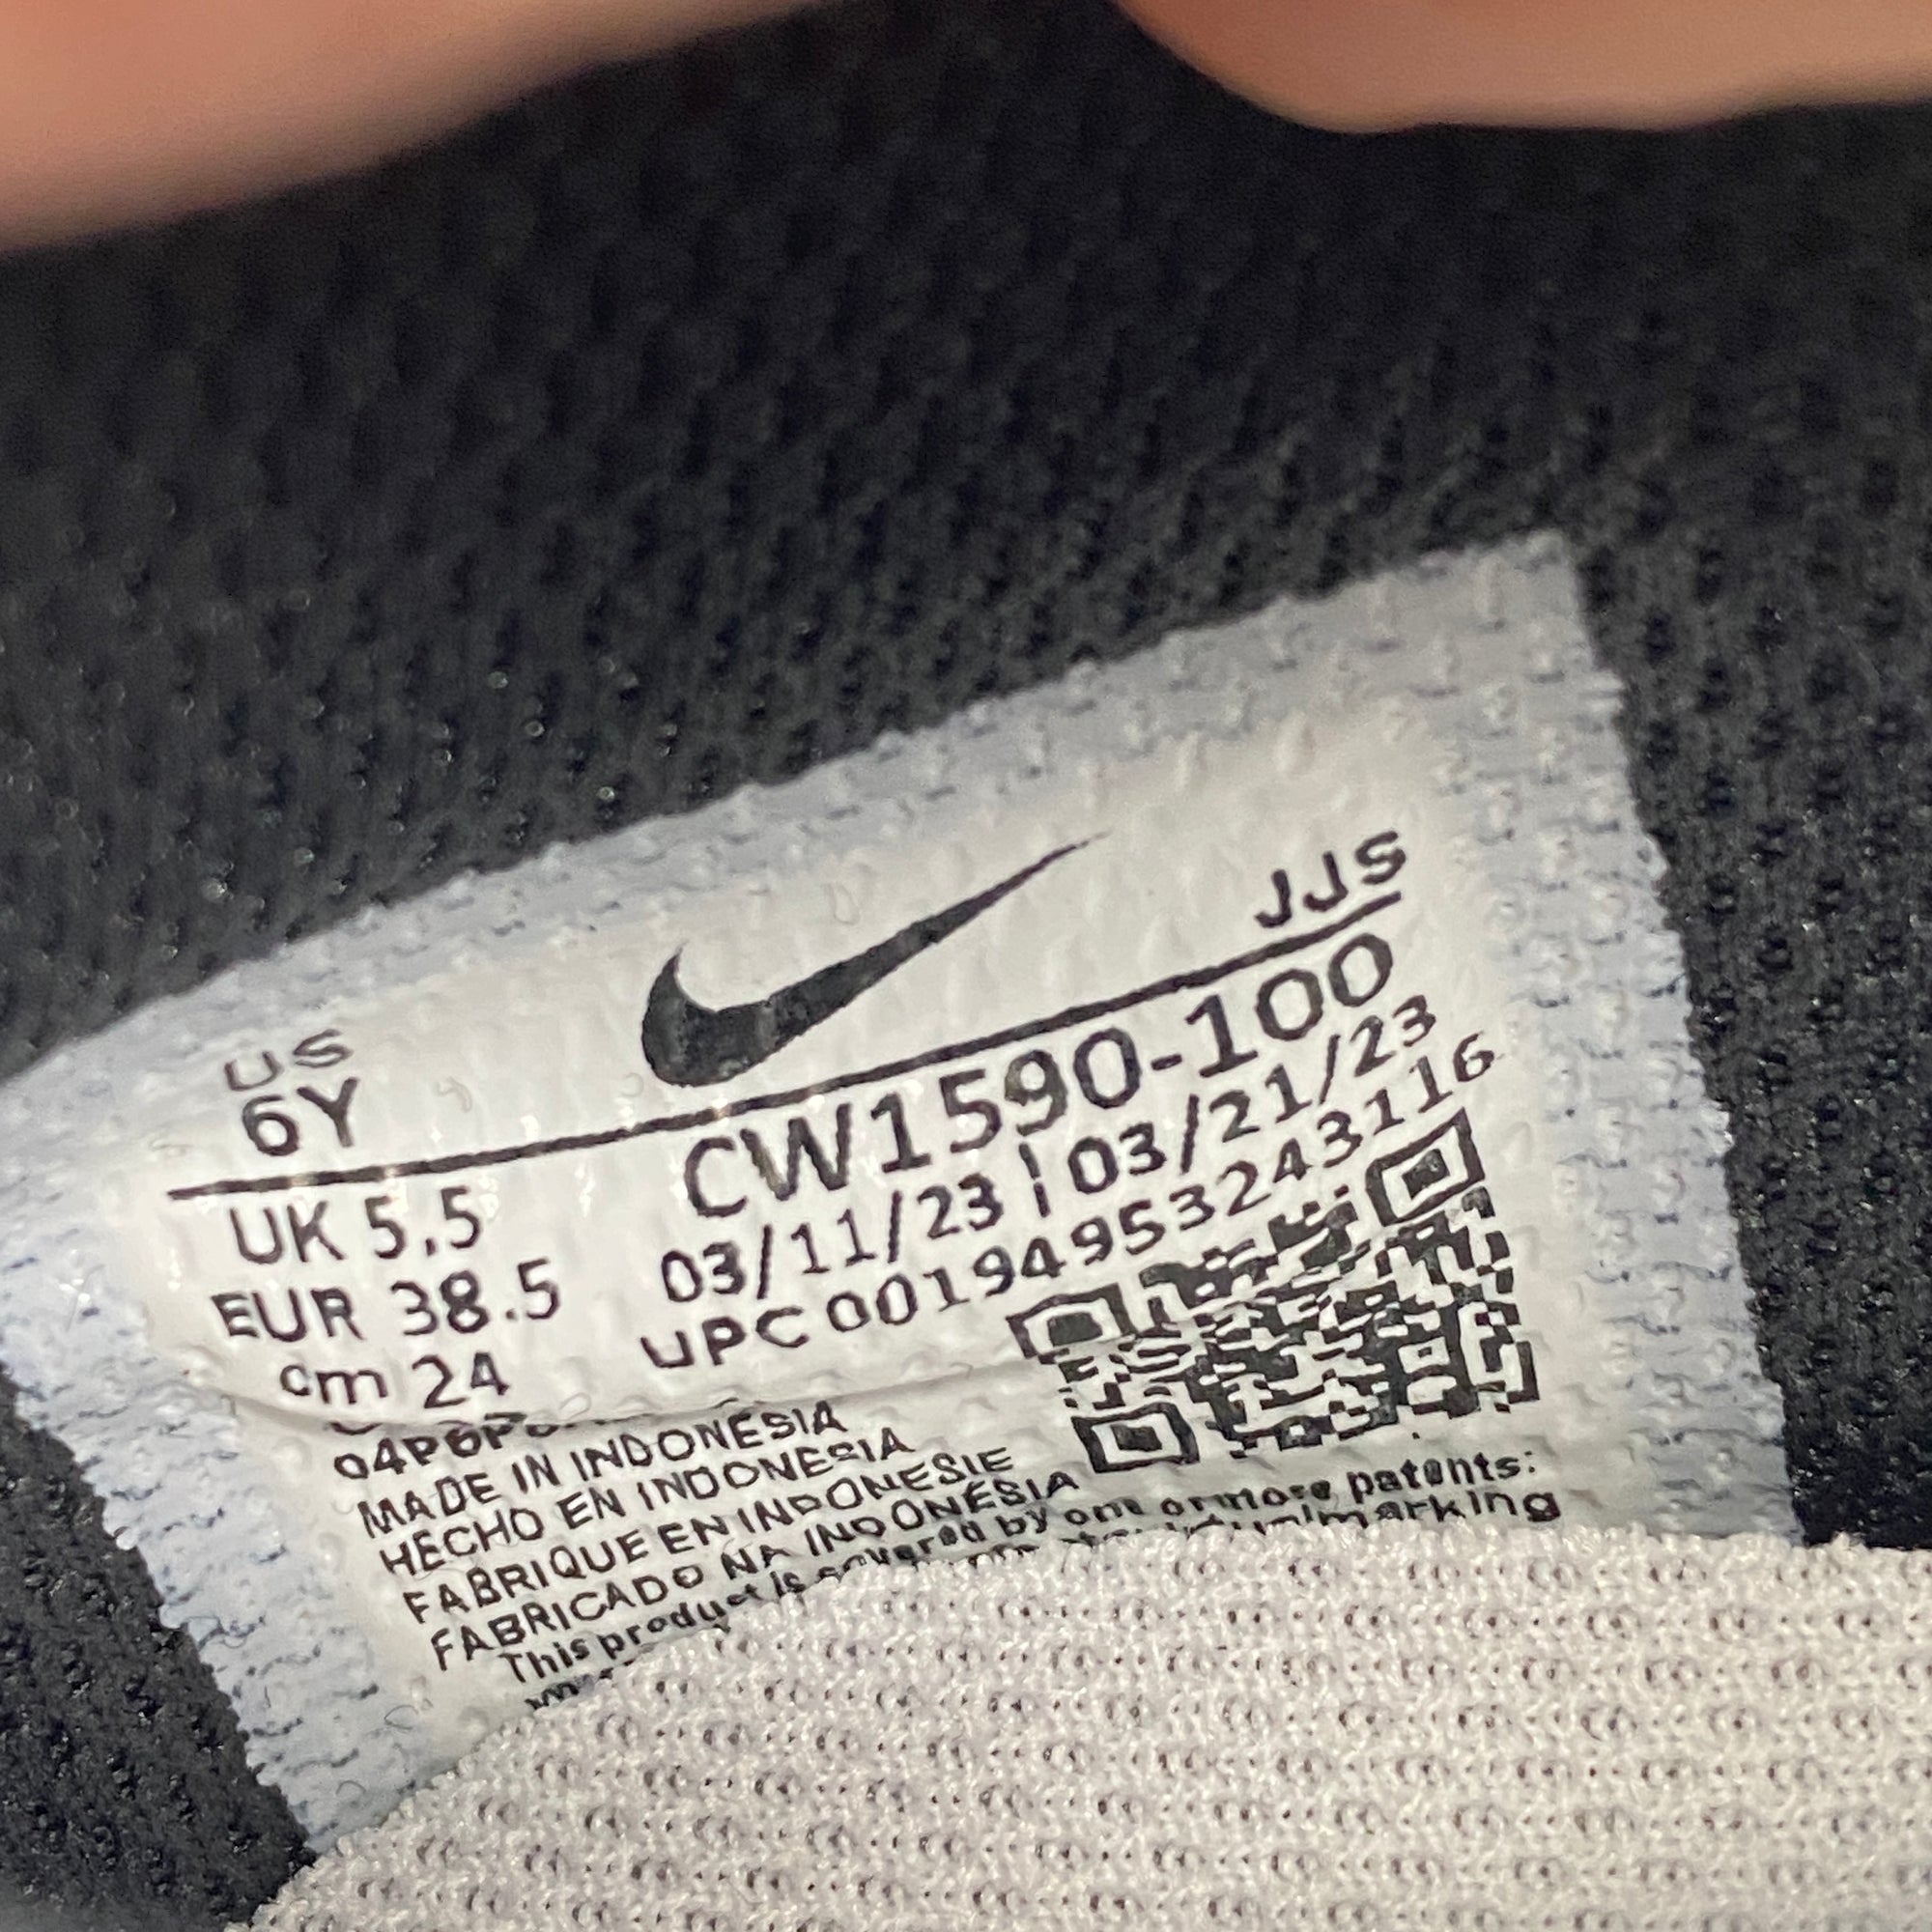 US
6Y
JJS
UK 5.5
EUR 38.5
cm 24
CW1590-100
03/11/23 | 03/21/23
UPC 00194953243116
MADE IN INDONESIA
HECHO EN INDONESIA
FABRIQUE EN INDONESIE
FABRICADO NA INDONÉSIA
This product is covered by one or more patents: